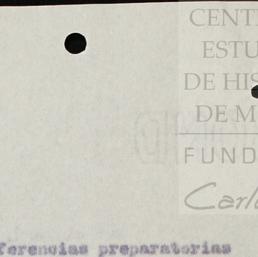 CENT
ESTU
DE HIS
DE M
FUND
Carl
ferencias preparatorias